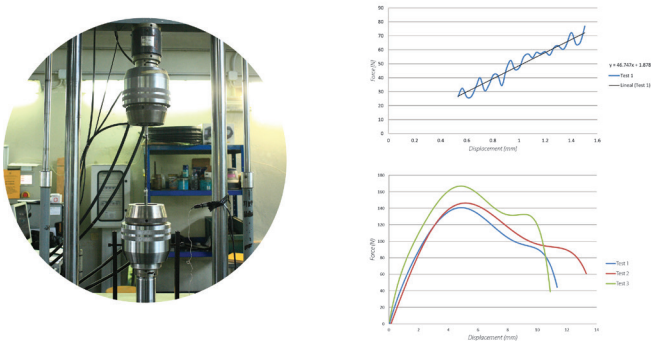 90
80
70
60
50
40
30
20
10
0
Force [N]
0 0.2 0.4 0.6 0.8 1 1.2 1.4 1.6
Displacement [mm]
y = 46.747x + 1.878
Test 1
Lineal (Test 1)
180
160
140
120
100
80
60
40
20
0
Force [N]
0 2 4 6 8 10 12 14
Displacement [mm]
Test 1
Test 2
Test 3